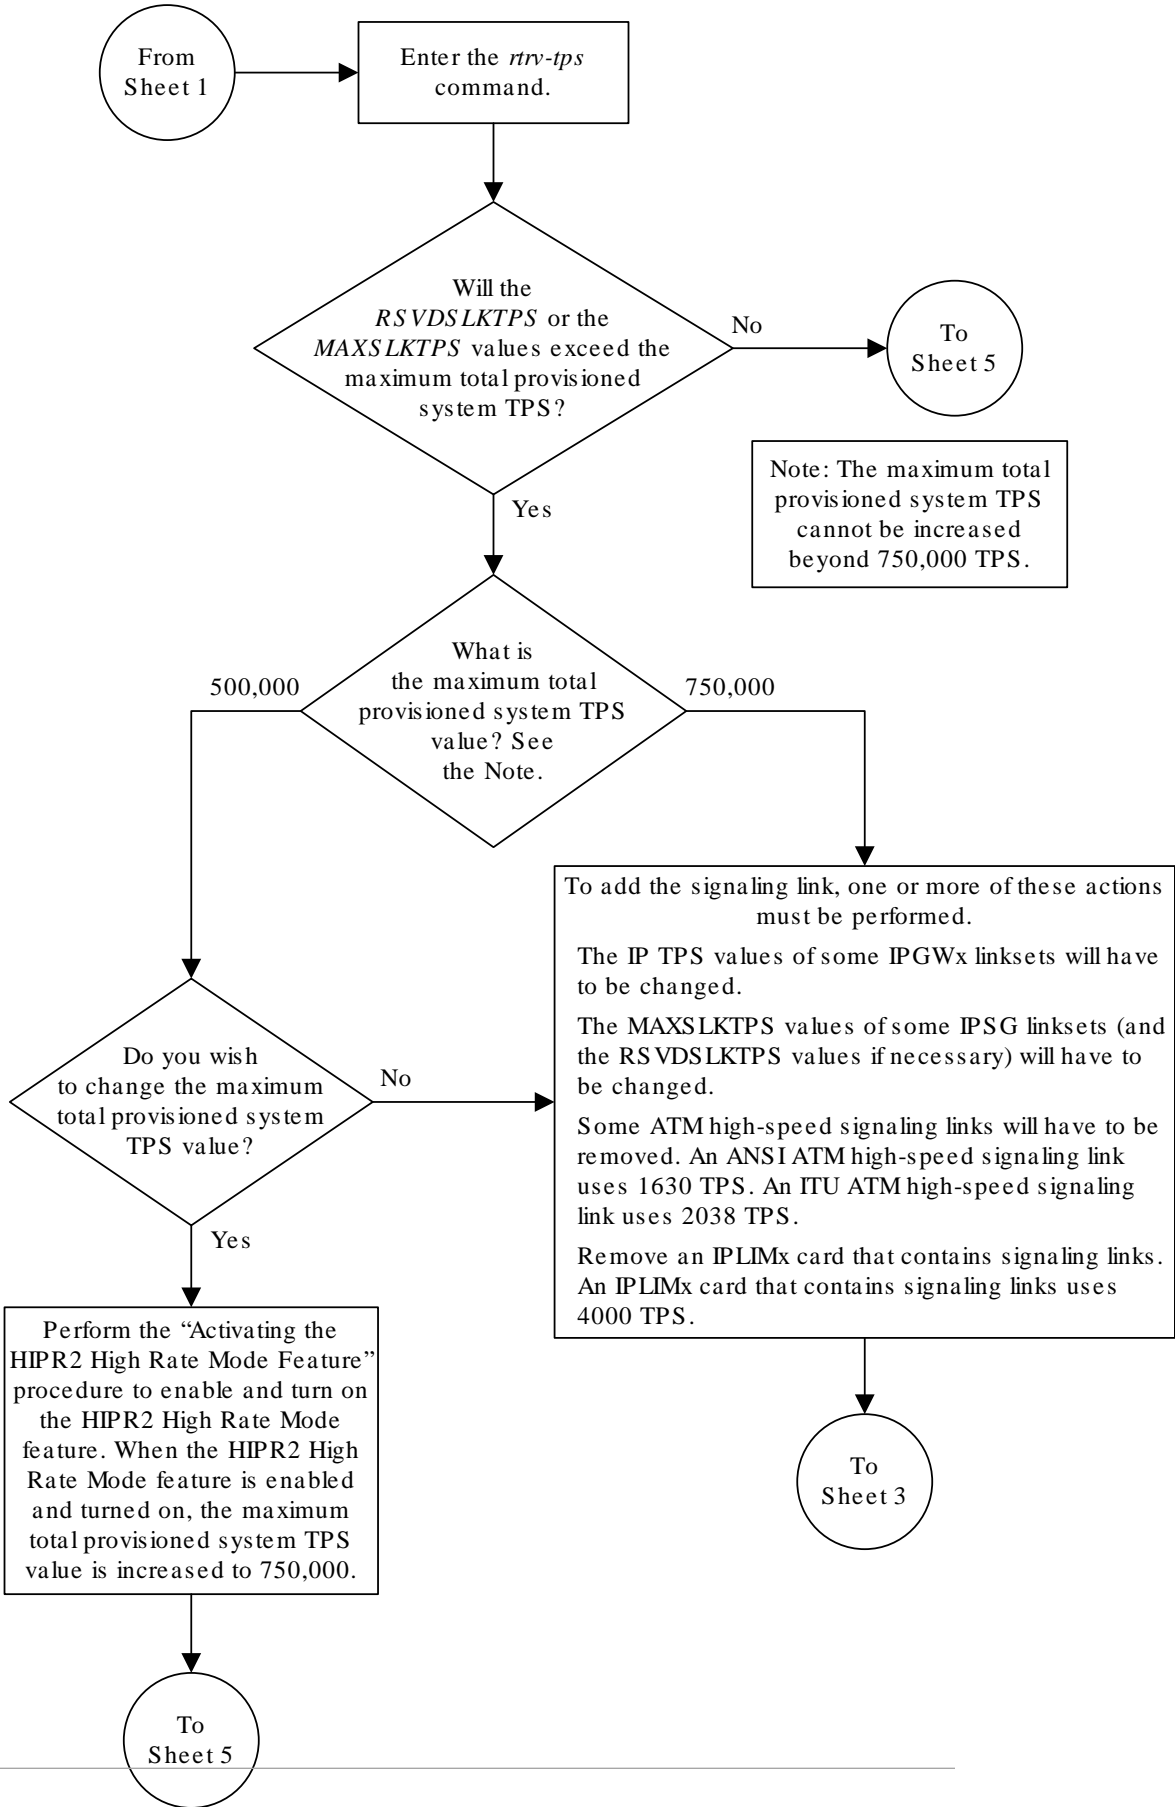 From
Sheet 1
Enter the rtrv-tps
command.
Will the
RSVDSLKTPS or the
MAXSLKTPS values exceed the
maximum total provisioned
system TPS?
No
To
Sheet 5
Note: The maximum total
provisioned system TPS
cannot be increased
beyond 750,000 TPS.
Yes
What is
the maximum total
provisioned system TPS
value? See
the Note.
500,000
750,000
To add the signaling link, one or more of these actions
must be performed.
The IP TPS values of some IPGWx linksets will have
to be changed.
The MAXSLKTPS values of some IPSG linksets (and
the RSVDSLKTPS values if necessary) will have to
be changed.
Some ATM high-speed signaling links will have to be
removed. An ANSI ATM high-speed signaling link
uses 1630 TPS. An ITU ATM high-speed signaling
link uses 2038 TPS.
Remove an IPLIMx card that contains signaling links.
An IPLIMx card that contains signaling links uses
4000 TPS.
Do you wish
to change the maximum
total provisioned system
TPS value?
No
Yes
Perform the “Activating the
HIPR2 High Rate Mode Feature”
procedure to enable and turn on
the HIPR2 High Rate Mode
feature. When the HIPR2 High
Rate Mode feature is enabled
and turned on, the maximum
total provisioned system TPS
value is increased to 750,000.
To
Sheet 3
To
Sheet 5